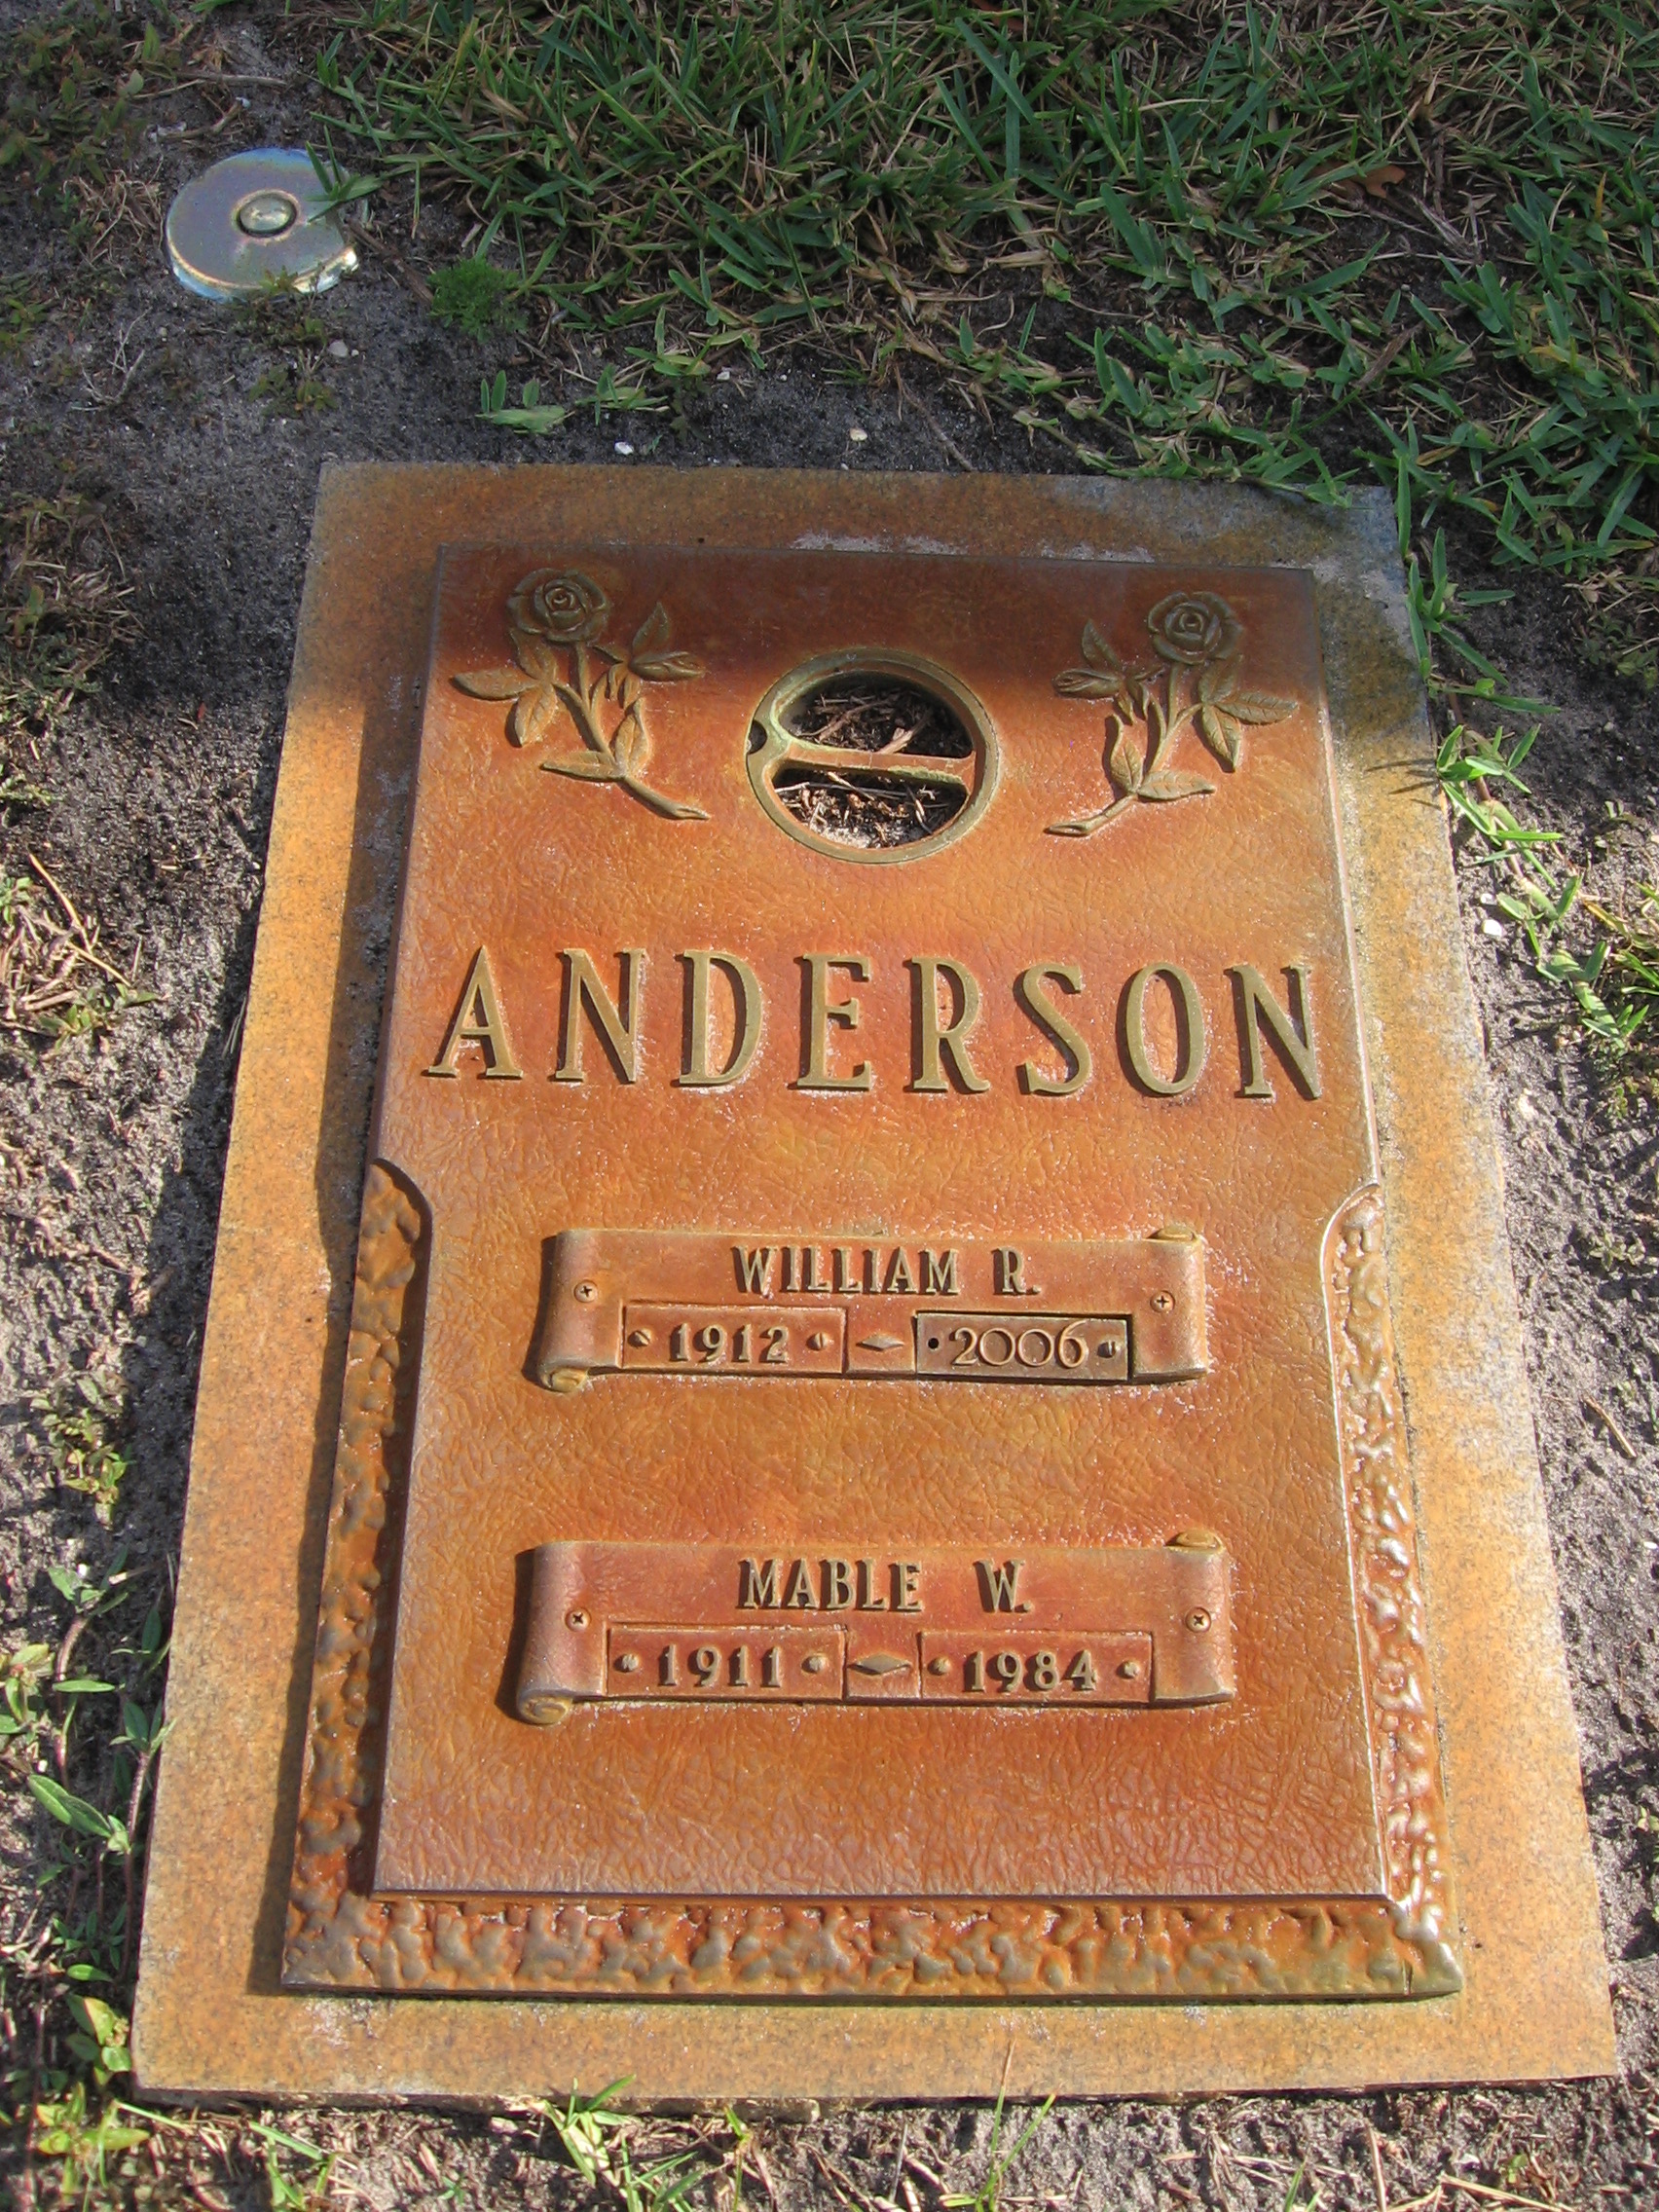 ANDERSON
WILLIAM R.
1912 - 2006
MABLE W.
1911 - 1984